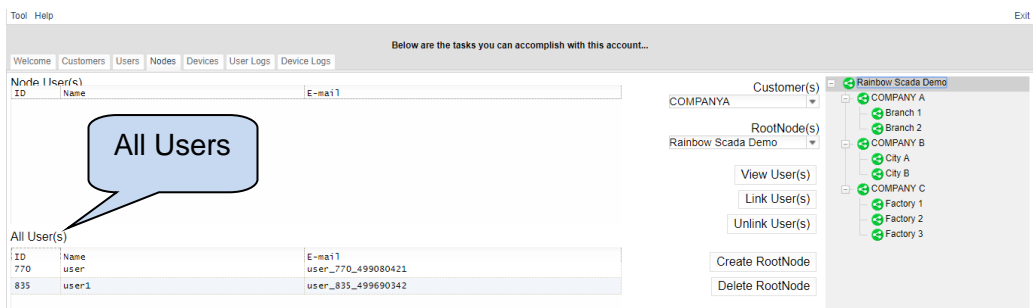 Tool Help Exit
Below are the tasks you can accomplish with this account...
Welcome Customers Users Nodes Devices User Logs Device Logs
Node User(s)
ID Name E-mail
All Users
All User(s)
ID Name E-mail
770 user user_770_499080421
835 user1 user_835_499690342
Customer(s)
COMPANYA
RootNode(s)
Rainbow Scada Demo
View User(s)
Link User(s)
Unlink User(s)
Create RootNode
Delete RootNode
Rainbow Scada Demo
COMPANY A
Branch 1
Branch 2
COMPANY B
City A
City B
COMPANY C
Factory 1
Factory 2
Factory 3